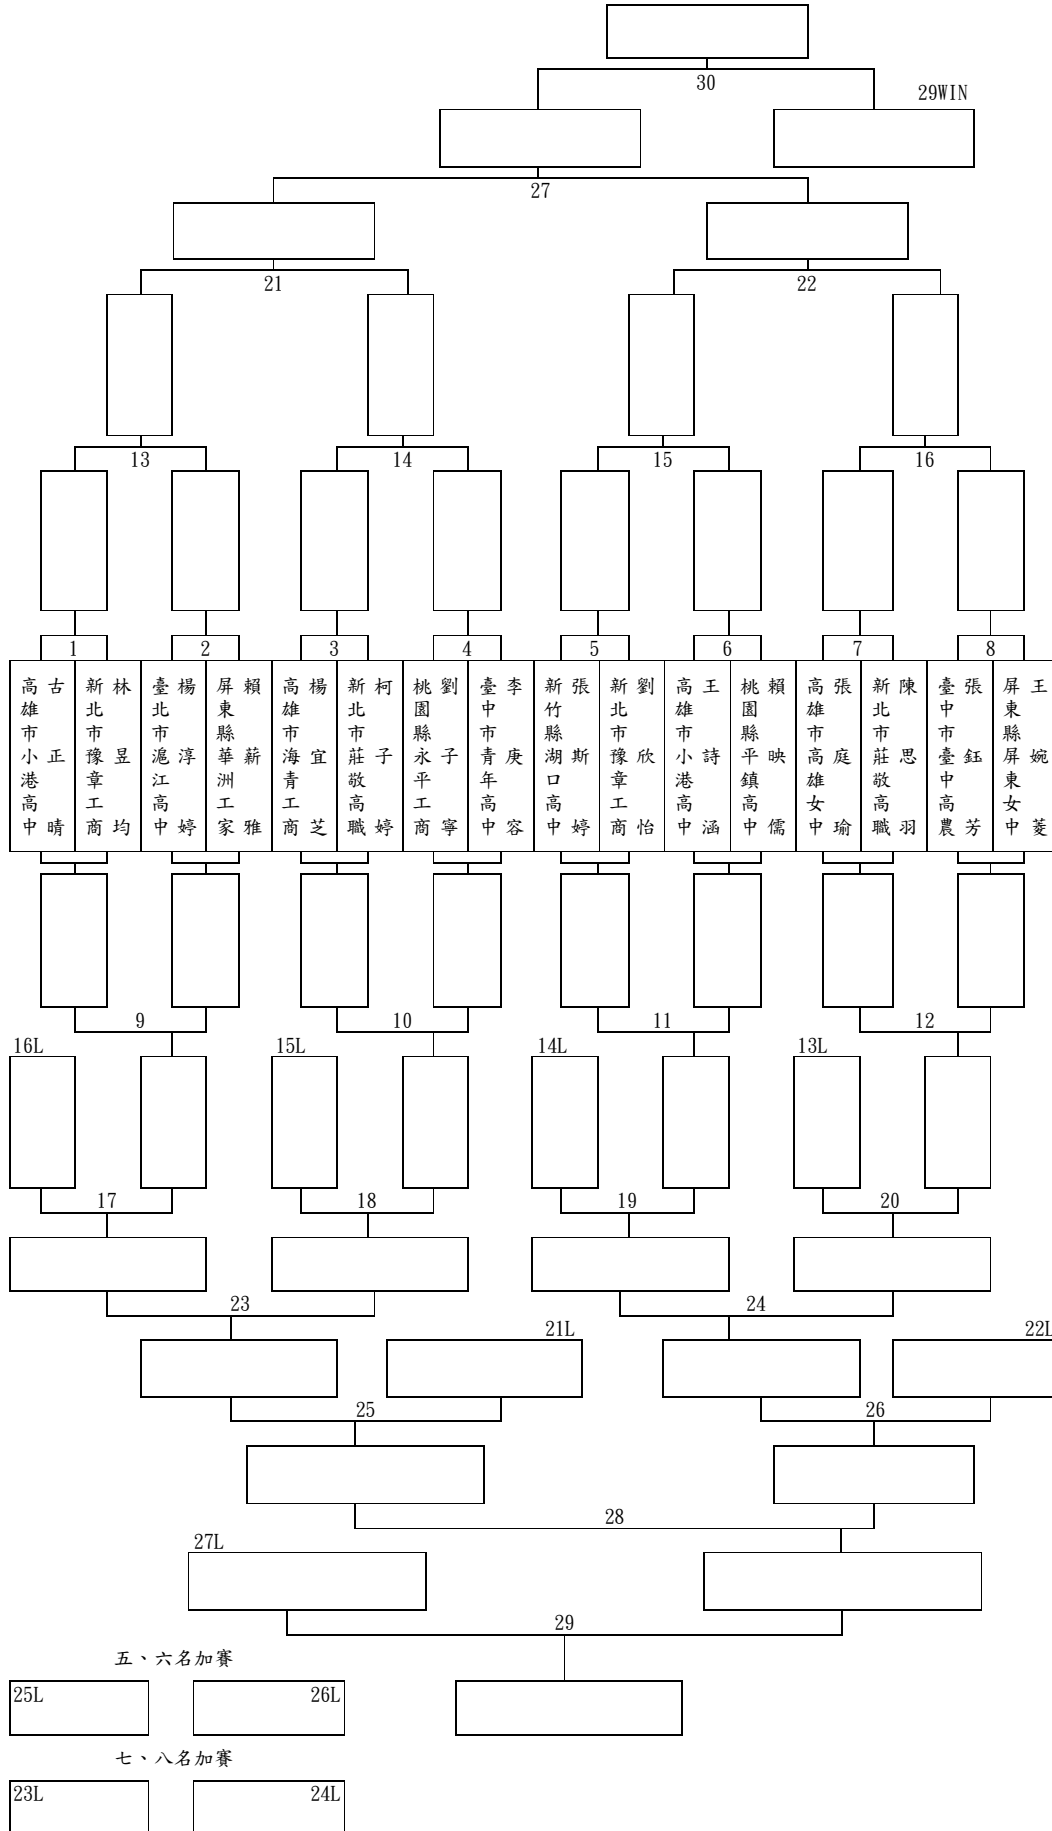 30
29WIN
27
21
22
13
14
15
16
1
2
3
4
5
6
7
8
高雄市小港高中
古正晴
新北市豫章工商
林昱均
臺北市滬江高中
楊淳婷
屏東縣華洲工家
賴薪雅
高雄市海青工商
楊宜芝
新北市莊敬高職
柯子婷
桃園縣永平工商
劉子寧
臺中市青年高中
李庚容
新竹縣湖口高中
張斯婷
新北市豫章工商
劉欣怡
高雄市小港高中
王詩涵
桃園縣平鎮高中
賴映儒
高雄市高雄女中
張庭瑜
新北市莊敬高職
陳思羽
臺中市臺中高農
張鈺芳
屏東縣屏東女中
王婉菱
9
10
11
12
16L
15L
14L
13L
17
18
19
20
23
24
21L
22L
25
26
28
27L
29
五、六名加賽
25L
26L
七、八名加賽
23L
24L